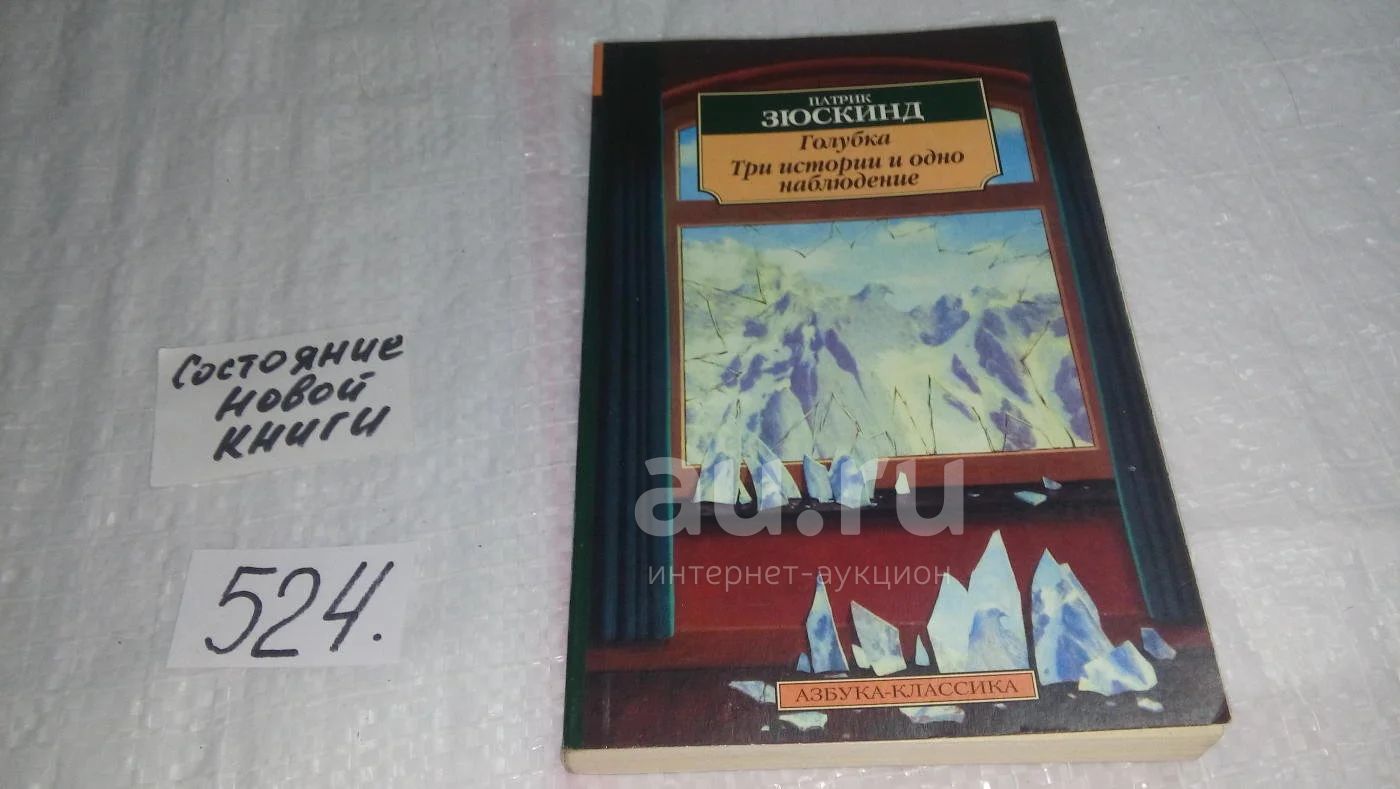 ПАТРИК
ЗЮСКИНД
Голубка
Три истории и одно
наблюдение
Состояние
новой
книги
524.
au.ru
интернет-аукцион
АЗБУКА-КЛАССИКА